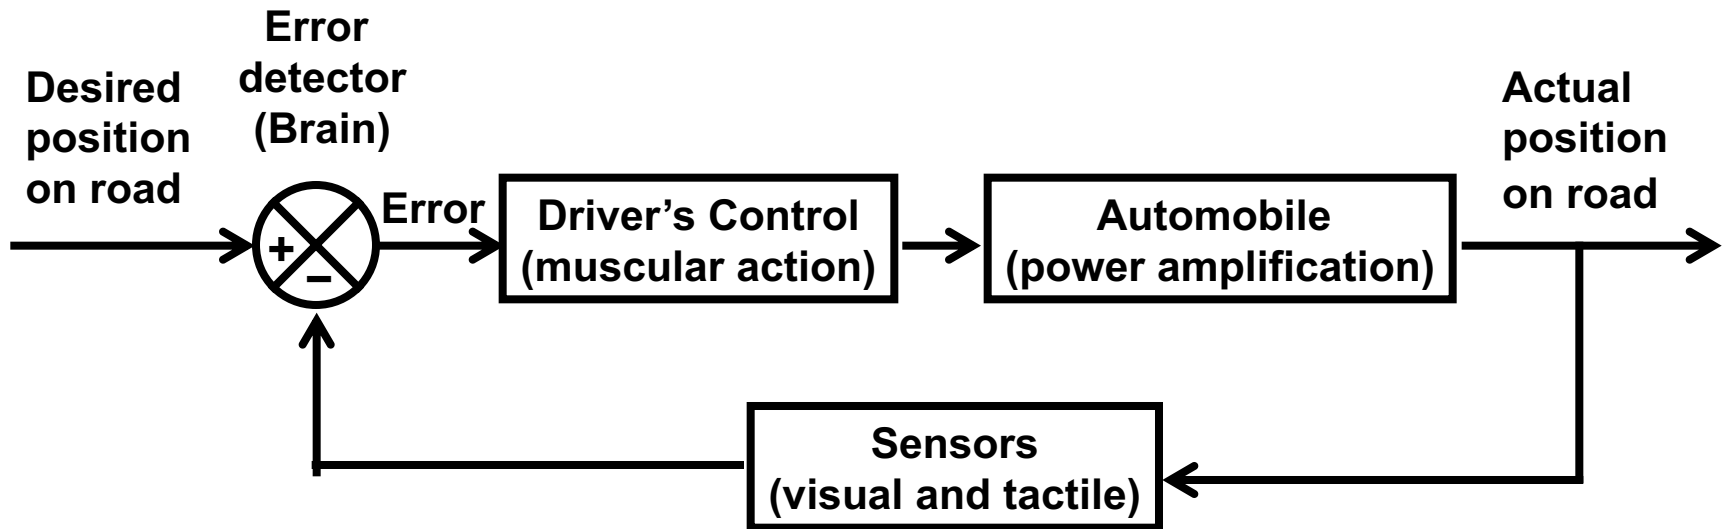 Desired
position
on road
Error
detector
(Brain)
+
−
Error
Driver’s Control
(muscular action)
Automobile
(power amplification)
Actual
position
on road
Sensors
(visual and tactile)